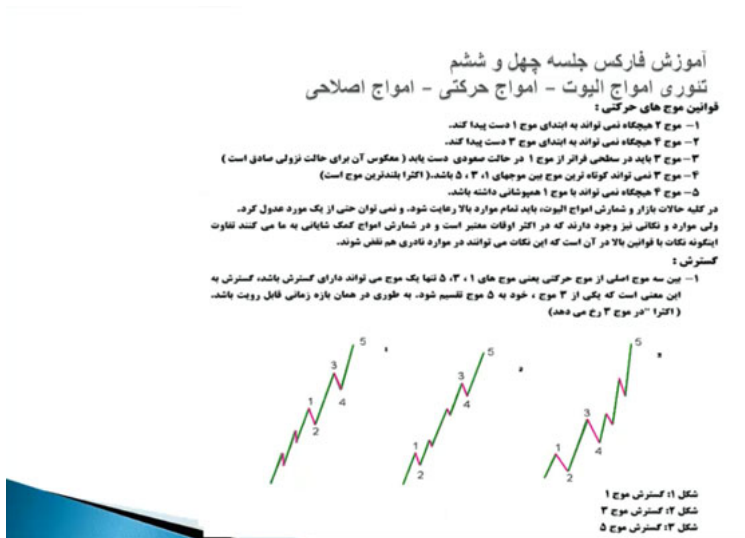 آموزش فارکس جلسه چهل و ششم
تئوری امواج الیوت – امواج حرکتی – امواج اصلاحی
قوانین موج های حرکتی :
۱– موج ۲ هیچگاه نمی تواند به ابتدای موج ۱ دست پیدا کند.
۲– موج ۴ هیچگاه نمی تواند به ابتدای موج ۳ دست پیدا کند.
۳– موج ۳ باید در سطحی فراتر از موج ۱ در حالت صعودی دست یابد ( معکوس آن برای حالت نزولی صادق است )
۴– موج ۳ نمی تواند کوتاه ترین موج بین موجهای ۱، ۳ ، ۵ باشد.( اکثرا بلندترین موج است)
۵– موج ۴ هیچگاه نمی تواند با موج ۱ همپوشانی داشته باشد.
در کلیه حالات بازار و شمارش امواج الیوت، باید تمام موارد بالا رعایت شود. و نمی توان حتی از یک مورد عدول کرد.
ولی موارد و نکاتی نیز وجود دارند که در اکثر اوقات معتبر است و در شمارش امواج کمک شایانی به ما می کنند تفاوت
اینگونه نکات با قوانین بالا در آن است که این نکات می توانند در موارد نادری هم نقض شوند.
گسترش :
۱– بین سه موج اصلی از موج حرکتی یعنی موج های ۱ ، ۳، ۵ تنها یک موج می تواند دارای گسترش باشد، گسترش به
این معنی است که یکی از ۳ موج ، خود به ۵ موج تقسیم شود. به طوری در همان بازه زمانی قابل رویت باشد.
( اکثرا "در موج ۳ رخ می دهد)
1 2 3 4 5
1
2 3 4 5
2
1 2 3 4 5
3
شکل ۱: گسترش موج ۱
شکل ۲: گسترش موج ۳
شکل ۳: گسترش موج ۵